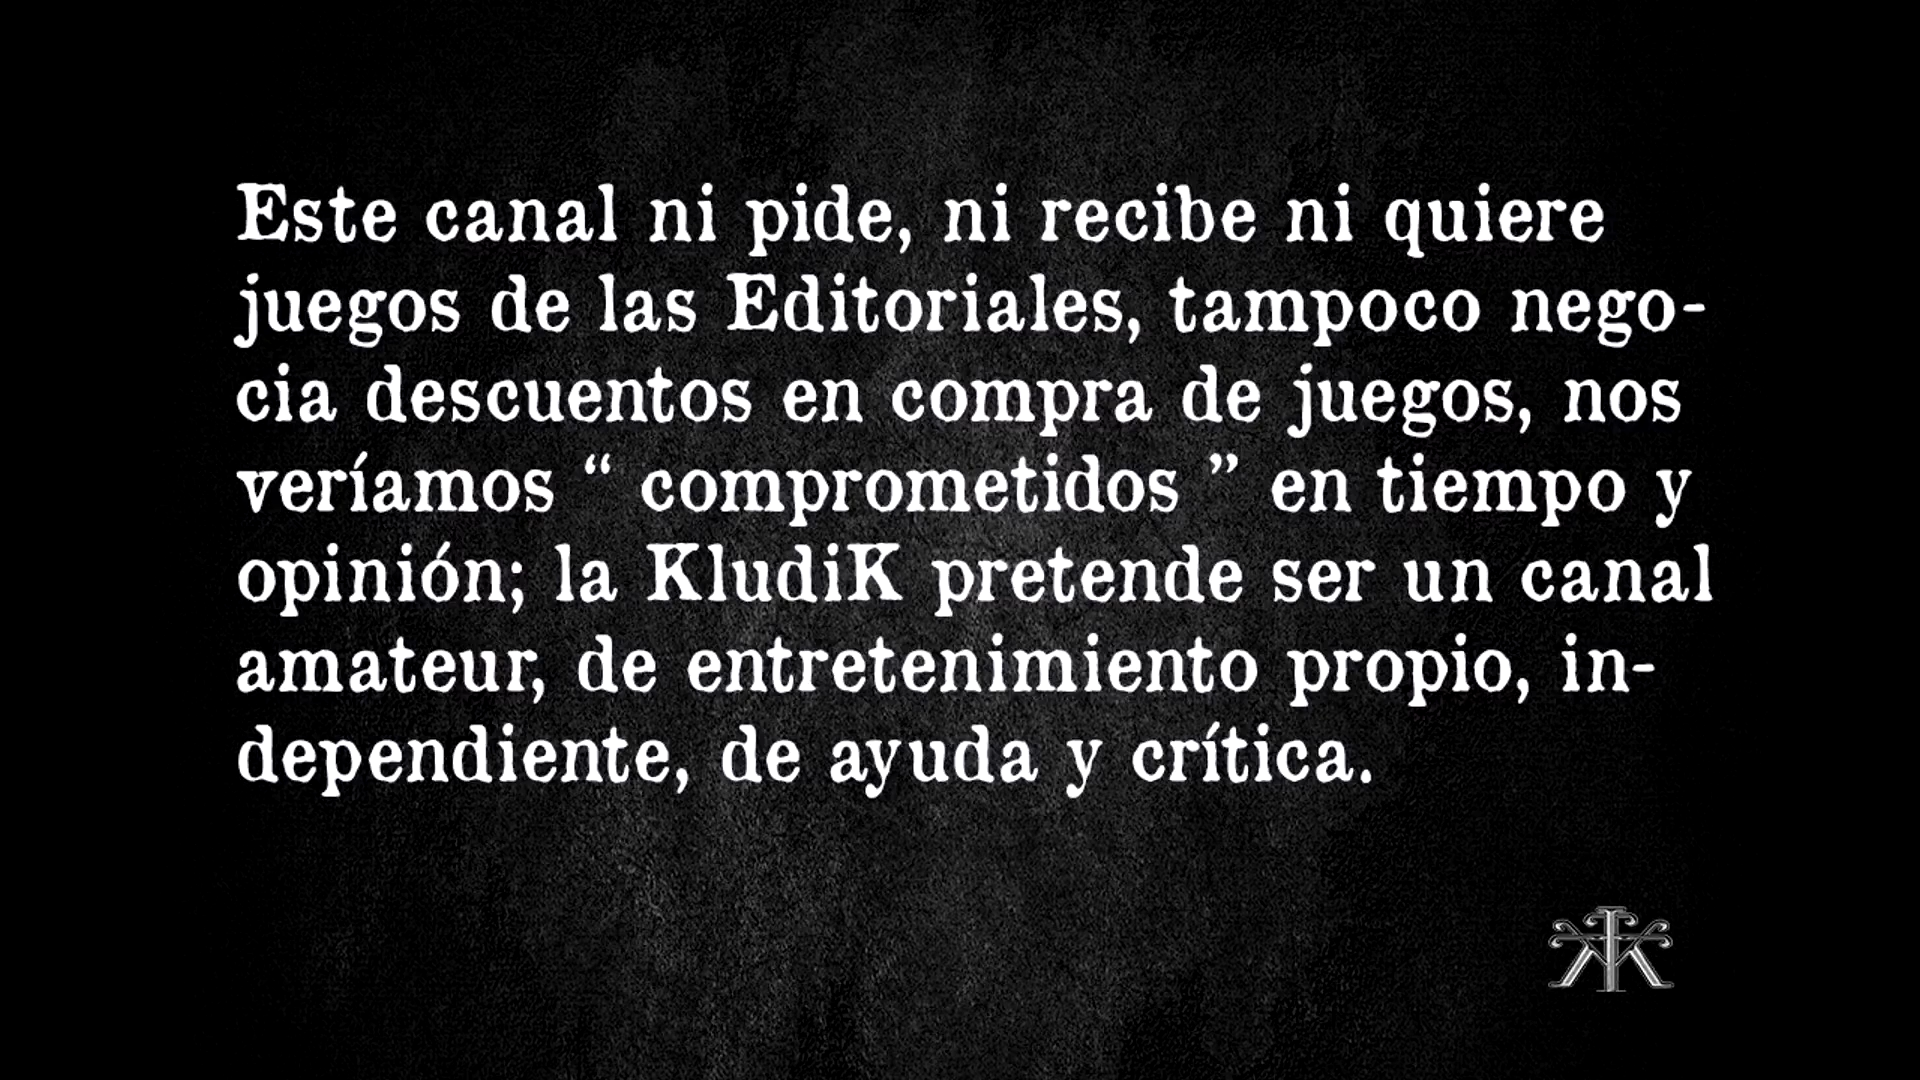 Este canal ni pide, ni recibe ni quiere
juegos de las Editoriales, tampoco nego-
cia descuentos en compra de juegos, nos
veríamos “ comprometidos ” en tiempo y
opinión; la KludiK pretende ser un canal
amateur, de entretenimiento propio, in-
dependiente, de ayuda y crítica.